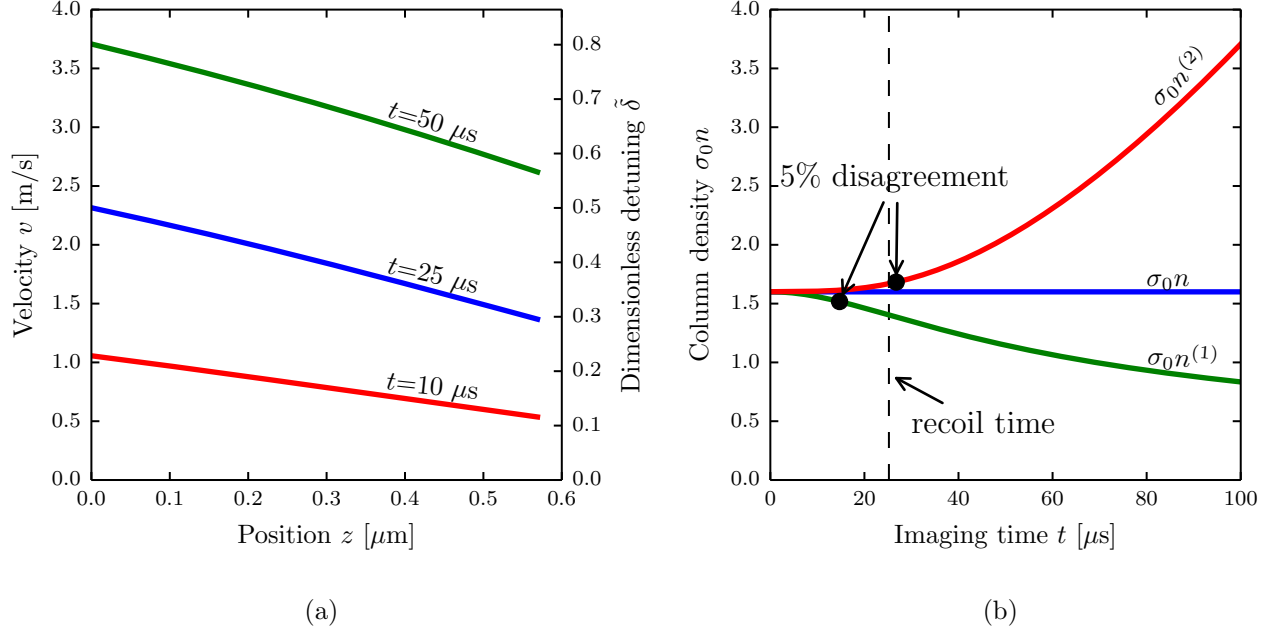 4.0
3.5
3.0
2.5
2.0
1.5
1.0
0.5
0.0
Velocity v [m/s]
0.0 0.1 0.2 0.3 0.4 0.5 0.6
Position z [μm]
0.8
0.7
0.6
0.5
0.4
0.3
0.2
0.1
0.0
Dimensionless detuning δ̃
t=50 μs
t=25 μs
t=10 μs
(a)
4.0
3.5
3.0
2.5
2.0
1.5
1.0
0.5
0.0
Column density σ₀n
0 20 40 60 80 100
Imaging time t [μs]
σ₀n⁽²⁾
5% disagreement
σ₀n
σ₀n⁽¹⁾
recoil time
(b)